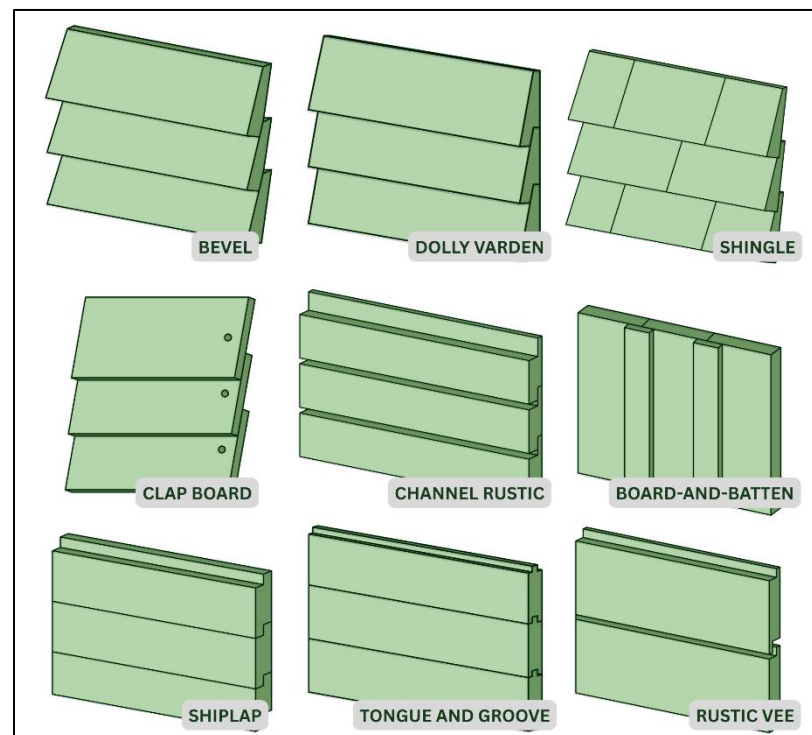 BEVEL
DOLLY VARDEN
SHINGLE
CLAP BOARD
CHANNEL RUSTIC
BOARD-AND-BATTEN
SHIPLAP
TONGUE AND GROOVE
RUSTIC VEE